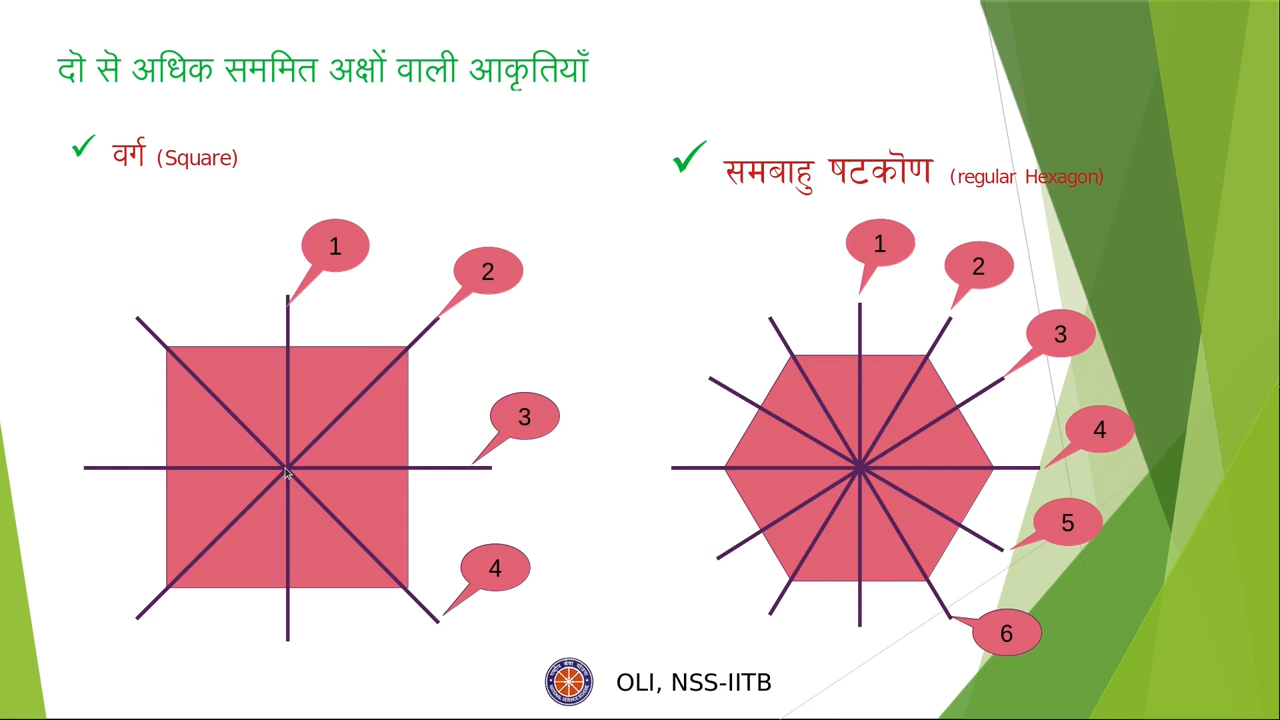 दॊ सॆ अधिक सममित अक्षों वाली आकृतियाँ
वर्ग (Square)
समबाहु षटकॊण (regular Hexagon)
1
2
3
4
1
2
3
4
5
6
OLI, NSS-IITB